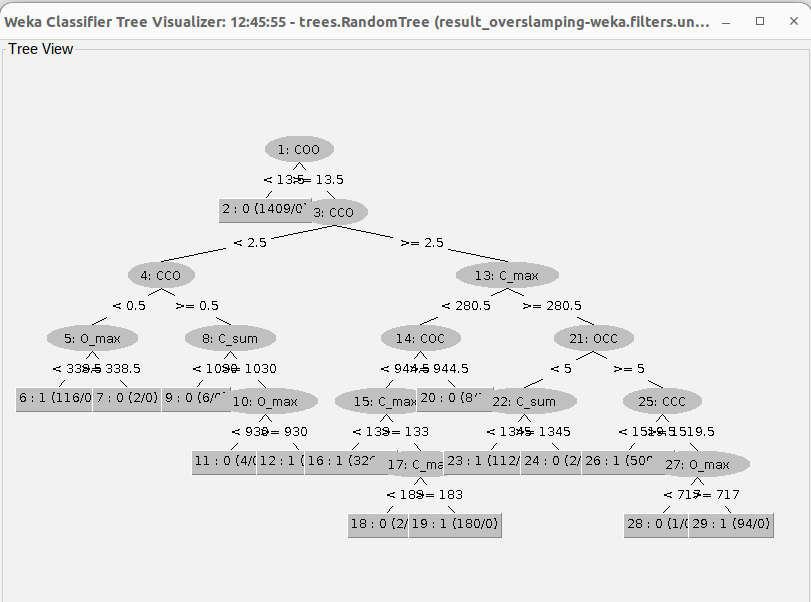 Weka Classifier Tree Visualizer: 12:45:55 - trees.RandomTree (result_overslamping-weka.filters.un...
Tree View
1: COO
< 13.5 >= 13.5
2 : 0 (1409/0) 3: CCO
< 2.5 >= 2.5
4: CCO 13: C_max
< 0.5 >= 0.5 < 280.5 >= 280.5
5: O_max 8: C_sum 14: COC 21: OCC
< 338.5 >= 338.5 < 1030 >= 1030 < 944.5 >= 944.5 < 5 >= 5
6 : 1 (116/0 7 : 0 (2/0) 9 : 0 (6/0 10: O_max 15: C_max 20 : 0 (8/ 22: C_sum 25: CCC
< 930 >= 930 < 133 >= 133 < 1345 >= 1345 < 1519.5 >= 1519.5
11 : 0 (4/0 12 : 1 ( 16 : 1 (32 17: C_ma 23 : 1 (112/ 24 : 0 (2/ 26 : 1 (50 27: O_max
< 183 >= 183 < 717 >= 717
18 : 0 (2/ 19 : 1 (180/0) 28 : 0 (1/0 29 : 1 (94/0)